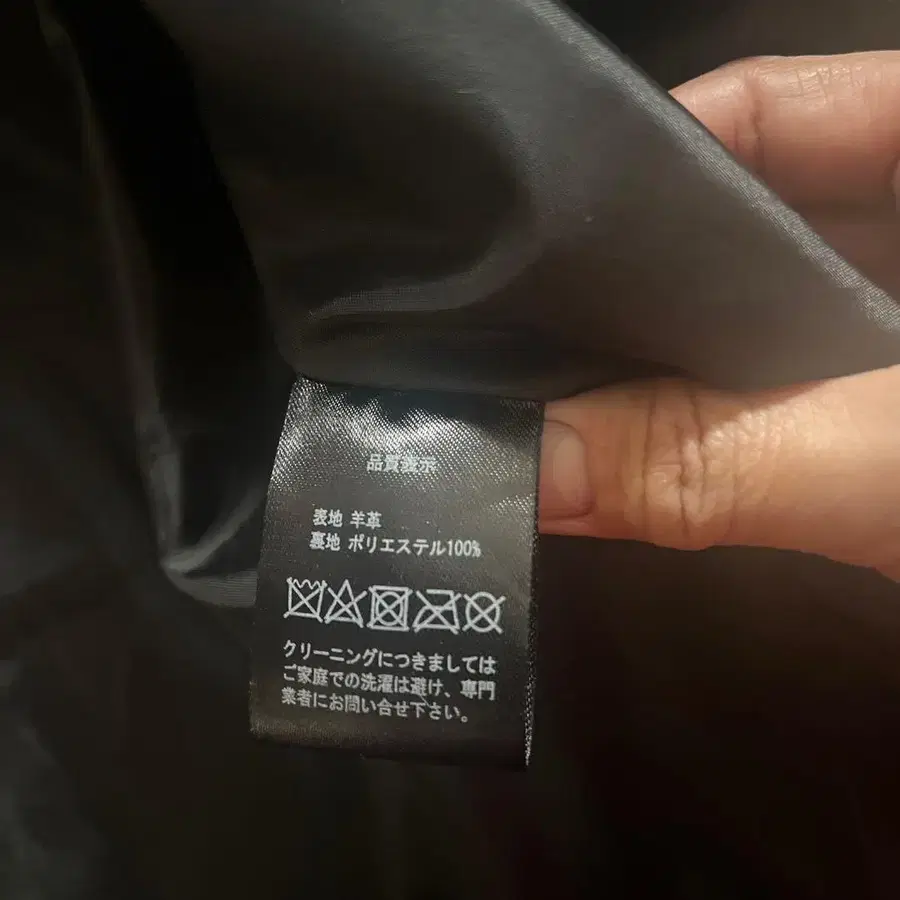 品質表示
表地 羊革
裏地 ポリエステル100%
クリーニングにつきましては
ご家庭での洗濯は避け、専門
業者にお問い合せ下さい。